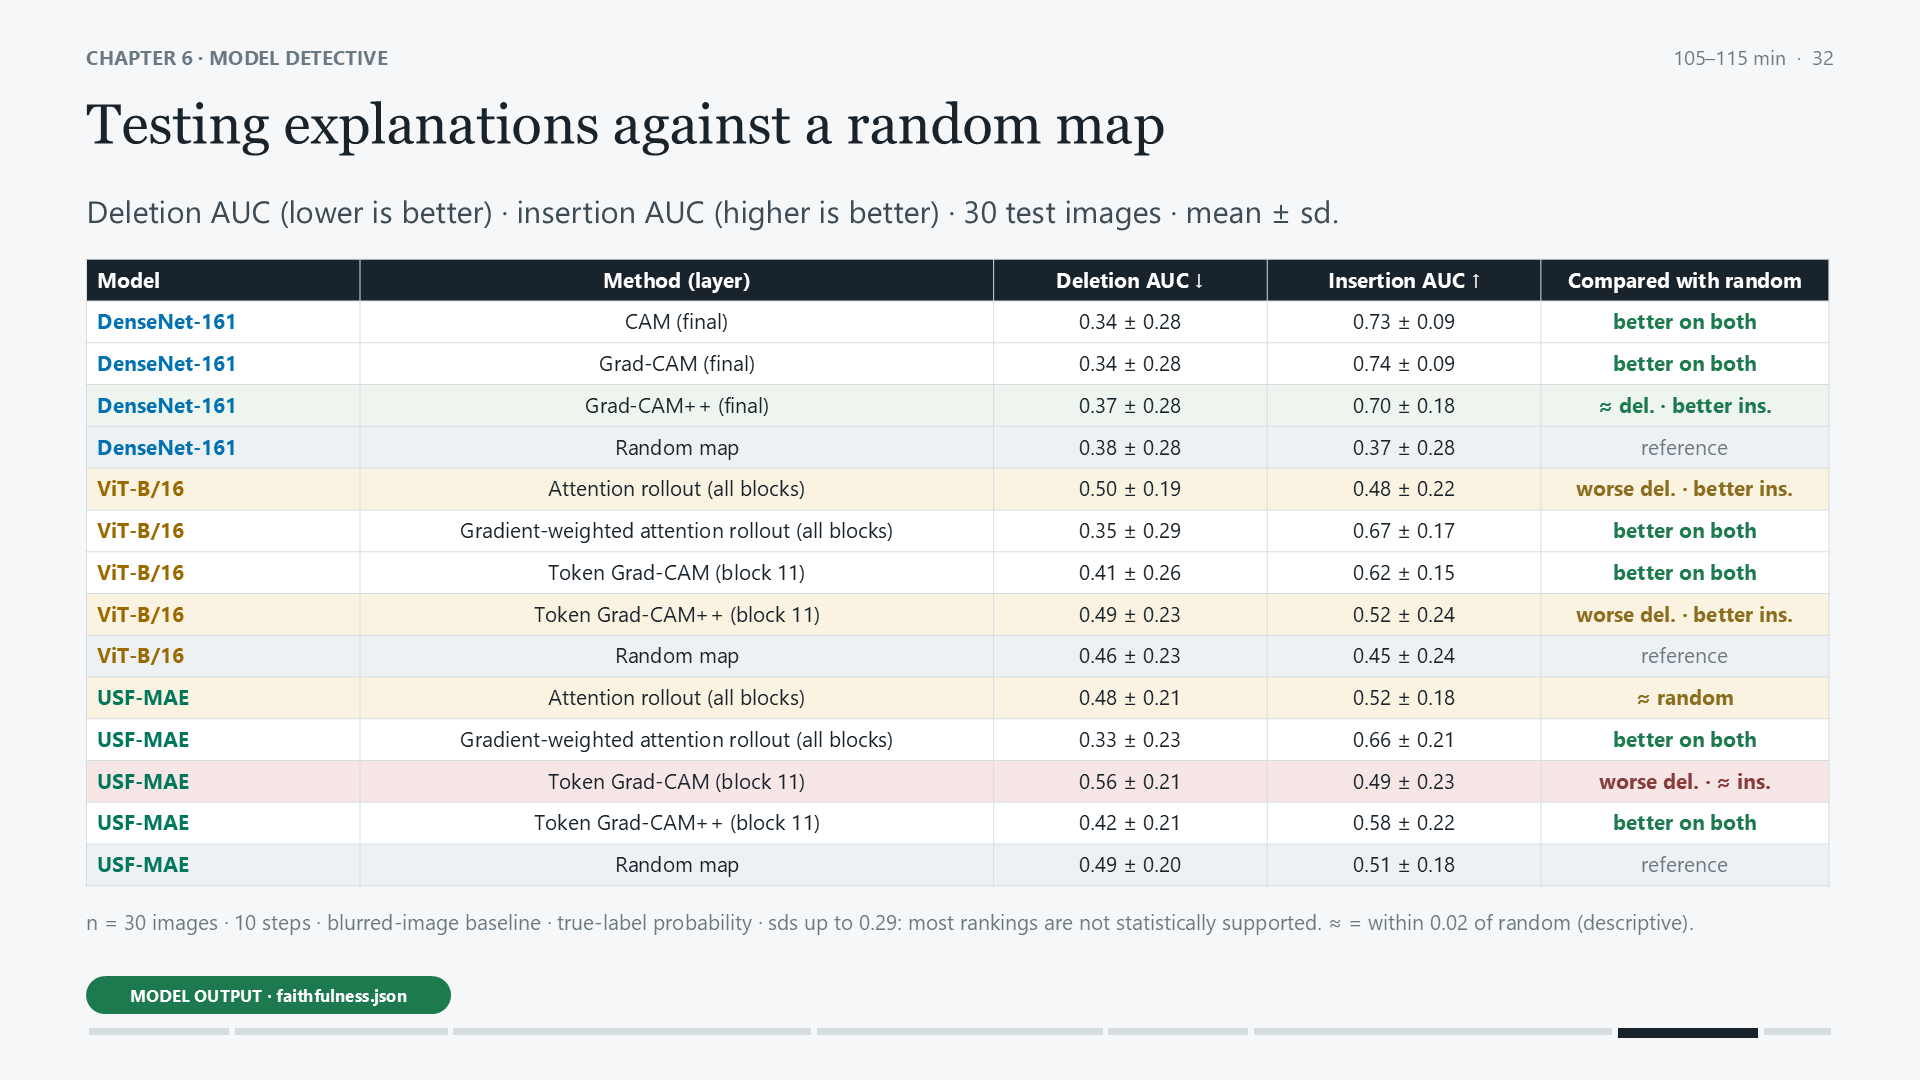 CHAPTER 6 · MODEL DETECTIVE
105–115 min · 32
Testing explanations against a random map
Deletion AUC (lower is better) · insertion AUC (higher is better) · 30 test images · mean ± sd.
Model Method (layer) Deletion AUC ↓ Insertion AUC ↑ Compared with random
DenseNet-161 CAM (final) 0.34 ± 0.28 0.73 ± 0.09 better on both
DenseNet-161 Grad-CAM (final) 0.34 ± 0.28 0.74 ± 0.09 better on both
DenseNet-161 Grad-CAM++ (final) 0.37 ± 0.28 0.70 ± 0.18 ≈ del. · better ins.
DenseNet-161 Random map 0.38 ± 0.28 0.37 ± 0.28 reference
ViT-B/16 Attention rollout (all blocks) 0.50 ± 0.19 0.48 ± 0.22 worse del. · better ins.
ViT-B/16 Gradient-weighted attention rollout (all blocks) 0.35 ± 0.29 0.67 ± 0.17 better on both
ViT-B/16 Token Grad-CAM (block 11) 0.41 ± 0.26 0.62 ± 0.15 better on both
ViT-B/16 Token Grad-CAM++ (block 11) 0.49 ± 0.23 0.52 ± 0.24 worse del. · better ins.
ViT-B/16 Random map 0.46 ± 0.23 0.45 ± 0.24 reference
USF-MAE Attention rollout (all blocks) 0.48 ± 0.21 0.52 ± 0.18 ≈ random
USF-MAE Gradient-weighted attention rollout (all blocks) 0.33 ± 0.23 0.66 ± 0.21 better on both
USF-MAE Token Grad-CAM (block 11) 0.56 ± 0.21 0.49 ± 0.23 worse del. · ≈ ins.
USF-MAE Token Grad-CAM++ (block 11) 0.42 ± 0.21 0.58 ± 0.22 better on both
USF-MAE Random map 0.49 ± 0.20 0.51 ± 0.18 reference
n = 30 images · 10 steps · blurred-image baseline · true-label probability · sds up to 0.29: most rankings are not statistically supported. ≈ = within 0.02 of random (descriptive).
MODEL OUTPUT · faithfulness.json